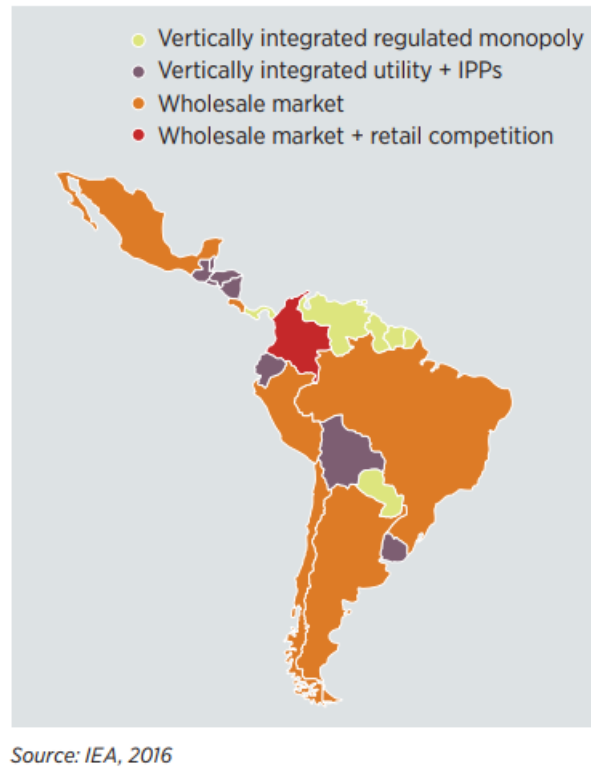 Vertically integrated regulated monopoly
Vertically integrated utility + IPPs
Wholesale market
Wholesale market + retail competition
Source: IEA, 2016